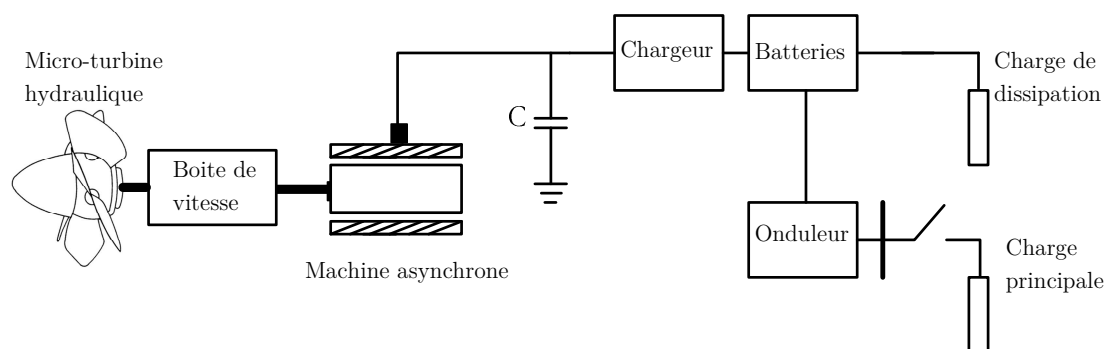 Micro-turbine
hydraulique
Boite de
vitesse
Machine asynchrone
C
Chargeur
Batteries
Charge de
dissipation
Onduleur
Charge
principale